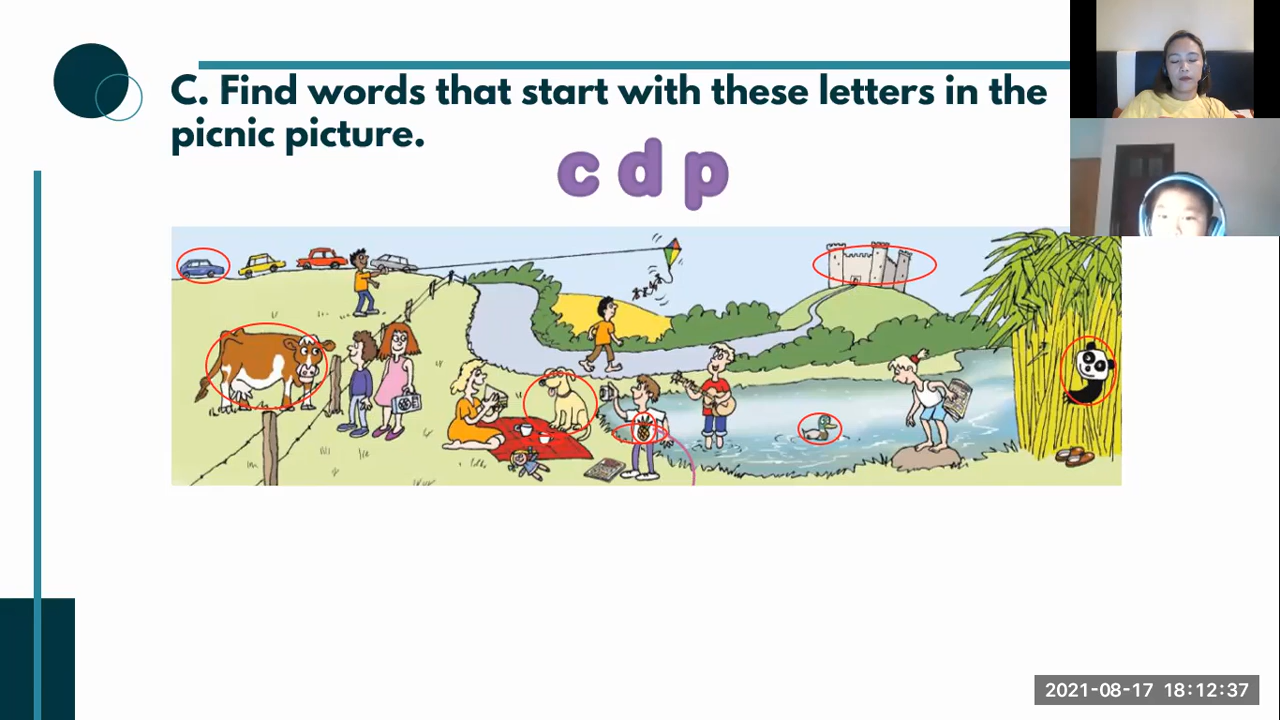 C. Find words that start with these letters in the
picnic picture.
c d p
2021-08-17 18:12:37